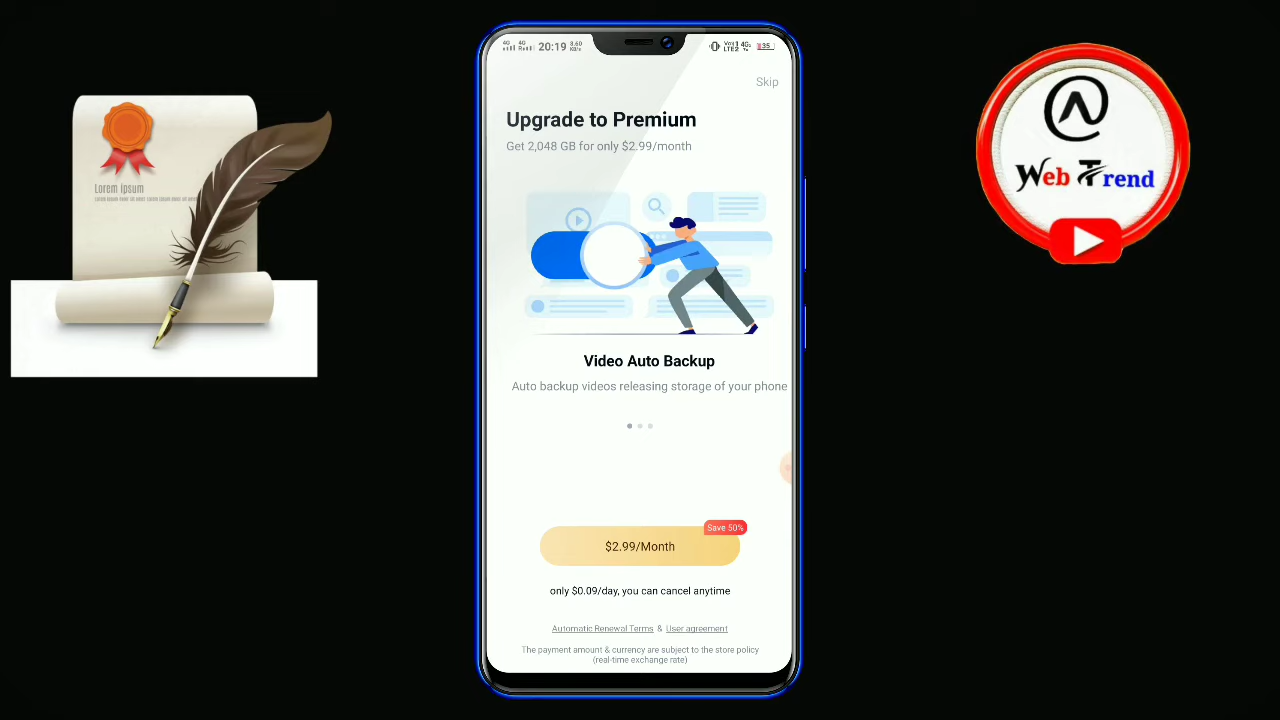 20:19
35
Skip
Upgrade to Premium
Get 2,048 GB for only $2.99/month
Video Auto Backup
Auto backup videos releasing storage of your phone
Save 50%
$2.99/Month
only $0.09/day, you can cancel anytime
Automatic Renewal Terms & User agreement
The payment amount & currency are subject to the store policy
(real-time exchange rate)
Lorem ipsum
Web Trend